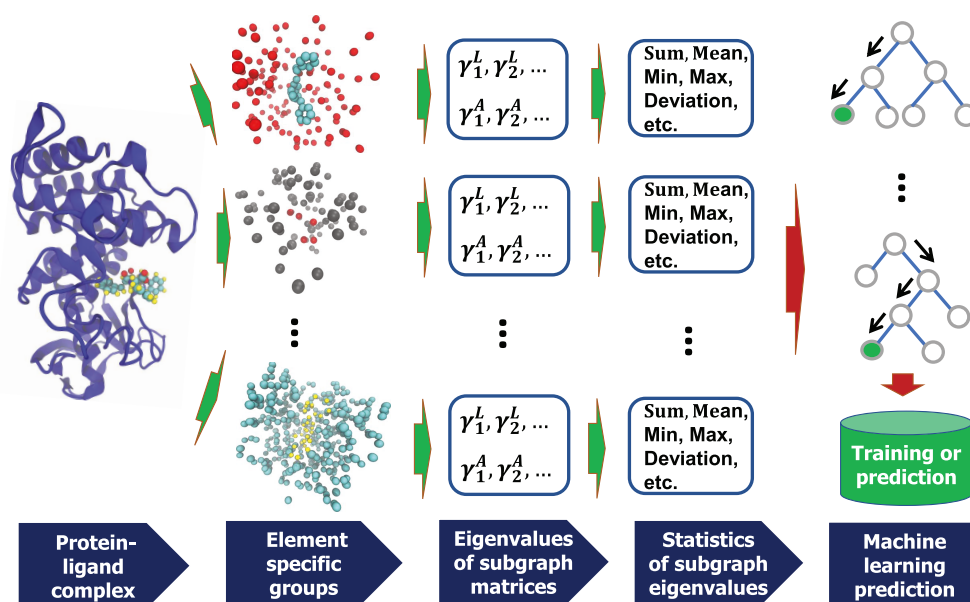 γ₁ᴸ, γ₂ᴸ, ...
γ₁ᴬ, γ₂ᴬ, ...
Sum, Mean,
Min, Max,
Deviation,
etc.
γ₁ᴸ, γ₂ᴸ, ...
γ₁ᴬ, γ₂ᴬ, ...
Sum, Mean,
Min, Max,
Deviation,
etc.
γ₁ᴸ, γ₂ᴸ, ...
γ₁ᴬ, γ₂ᴬ, ...
Sum, Mean,
Min, Max,
Deviation,
etc.
Training or
prediction
Protein-
ligand
complex
Element
specific
groups
Eigenvalues
of subgraph
matrices
Statistics
of subgraph
eigenvalues
Machine
learning
prediction